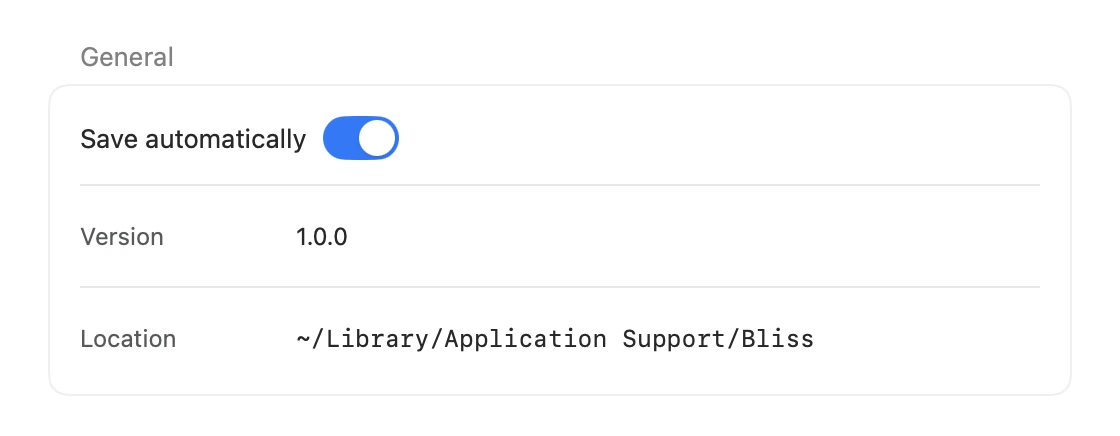 General
Save automatically
Version 1.0.0
Location ~/Library/Application Support/Bliss